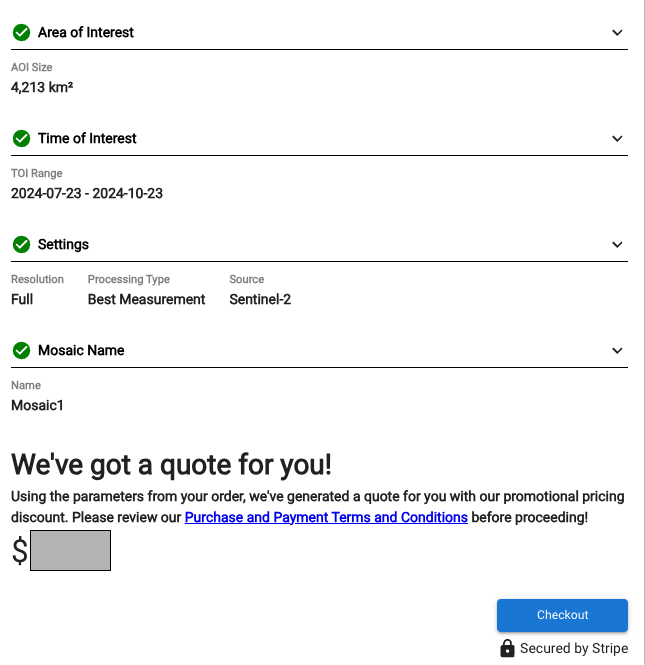 Area of Interest
AOI Size
4,213 km²
Time of Interest
TOI Range
2024-07-23 - 2024-10-23
Settings
Resolution Processing Type Source
Full Best Measurement Sentinel-2
Mosaic Name
Name
Mosaic1
We've got a quote for you!
Using the parameters from your order, we've generated a quote for you with our promotional pricing
discount. Please review our Purchase and Payment Terms and Conditions before proceeding!
$
Checkout
Secured by Stripe